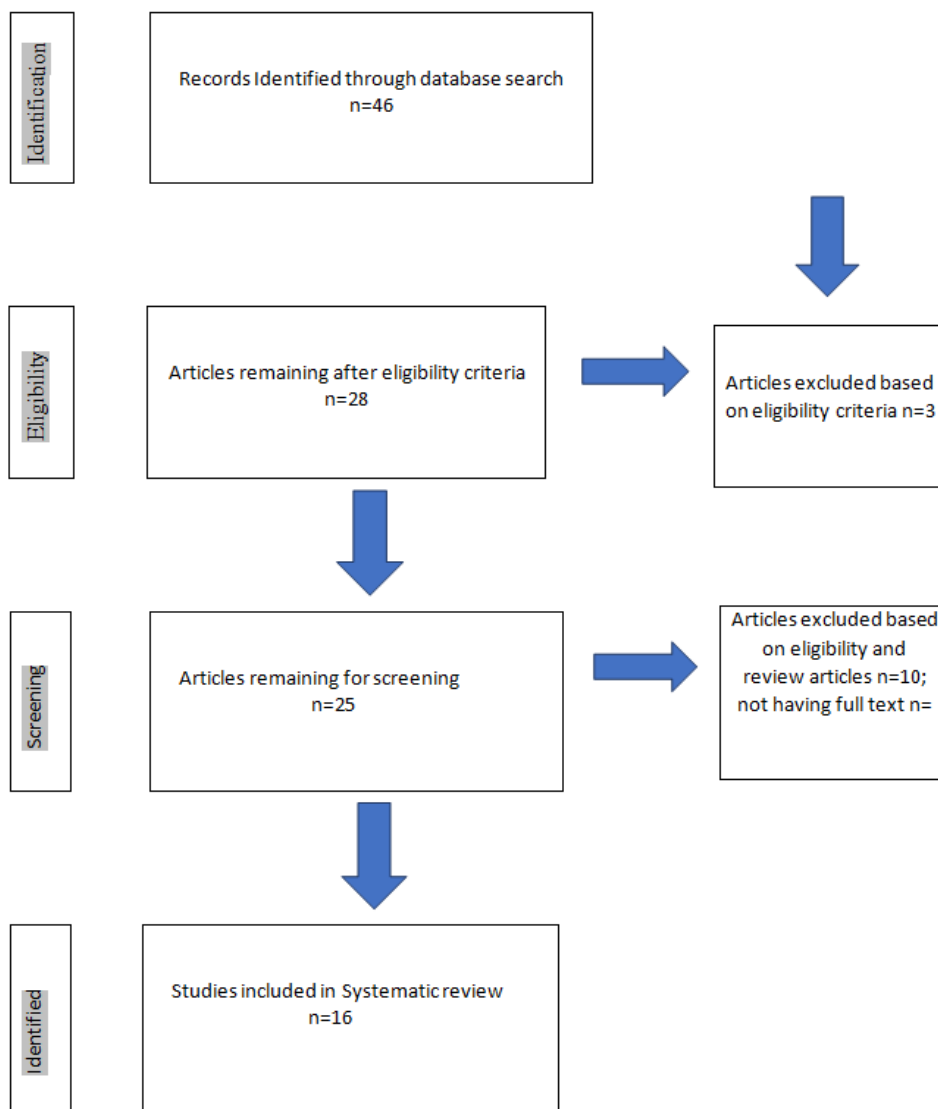 Identification
Records Identified through database search
n=46
Eligibility
Articles remaining after eligibility criteria
n=28
Articles excluded based
on eligibility criteria n=3
Screening
Articles remaining for screening
n=25
Articles excluded based
on eligibility and
review articles n=10;
not having full text n=
Identified
Studies included in Systematic review
n=16